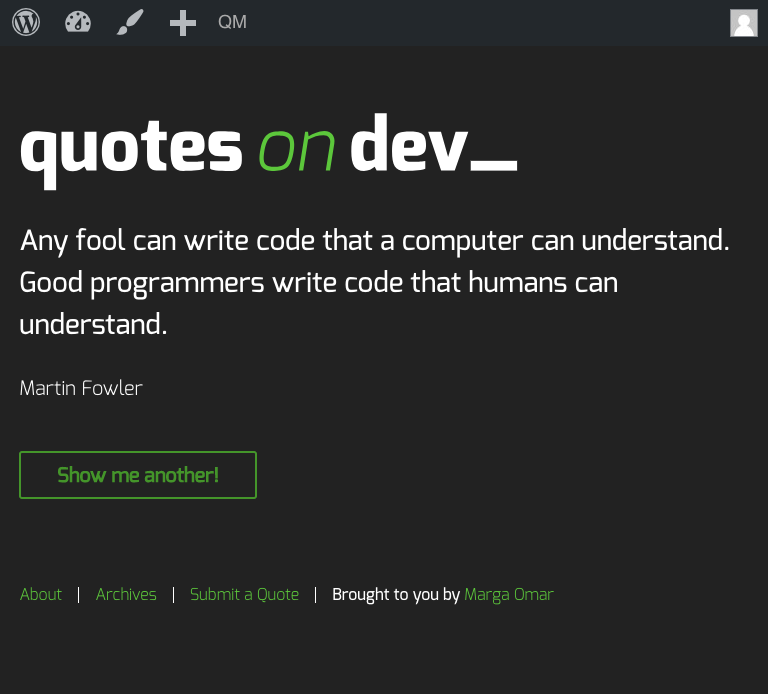 QM
quotes on dev_
Any fool can write code that a computer can understand.
Good programmers write code that humans can
understand.
Martin Fowler
Show me another!
About | Archives | Submit a Quote | Brought to you by Marga Omar